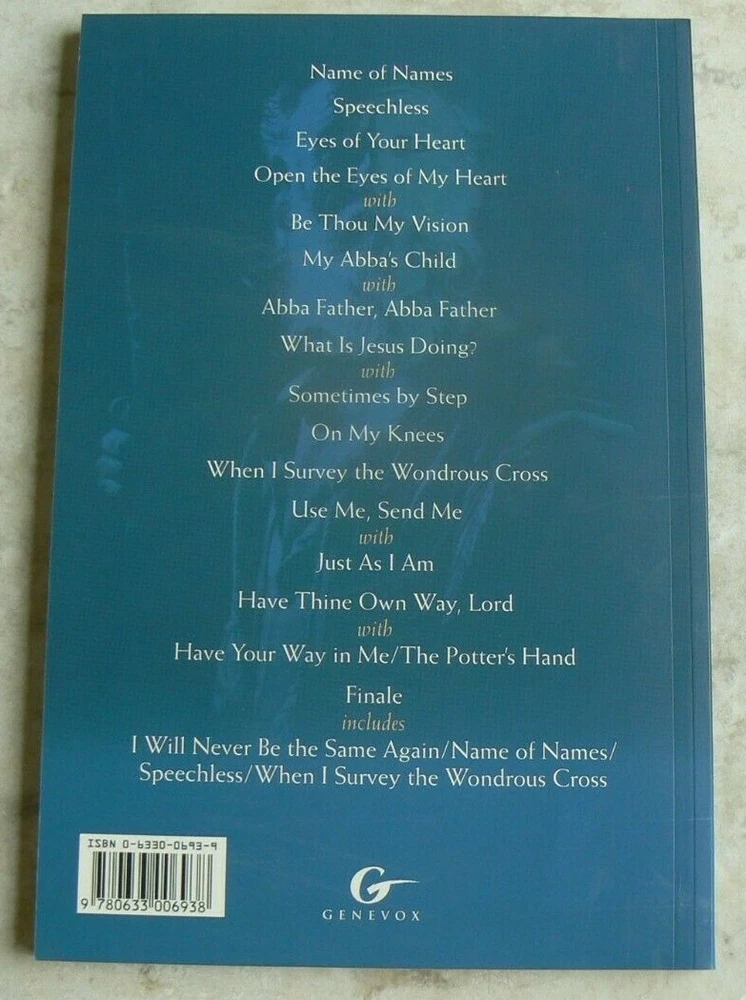 Name of Names
Speechless
Eyes of Your Heart
Open the Eyes of My Heart
with
Be Thou My Vision
My Abba's Child
with
Abba Father, Abba Father
What Is Jesus Doing?
with
Sometimes by Step
On My Knees
When I Survey the Wondrous Cross
Use Me, Send Me
with
Just As I Am
Have Thine Own Way, Lord
with
Have Your Way in Me/The Potter's Hand
Finale
includes
I Will Never Be the Same Again/Name of Names/
Speechless/When I Survey the Wondrous Cross
ISBN 0-6330-0693-9
9 780633 006938
GENEVOX